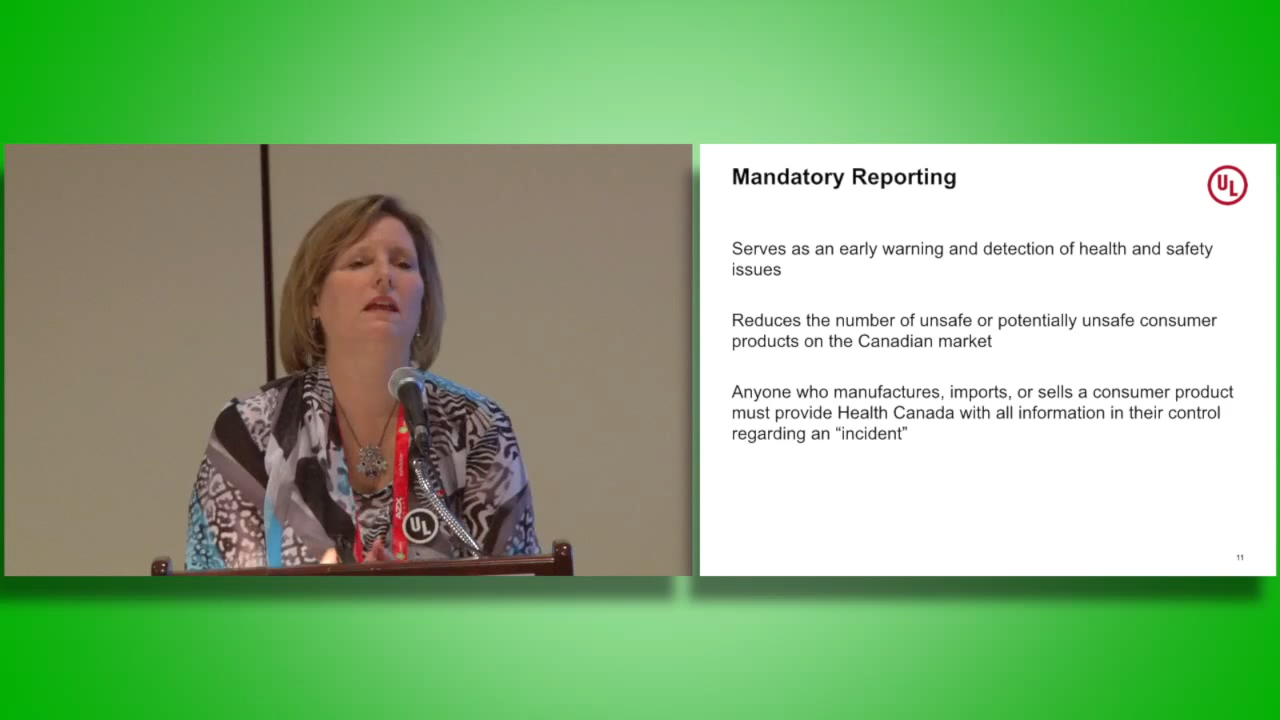 Mandatory Reporting
UL
Serves as an early warning and detection of health and safety
issues
Reduces the number of unsafe or potentially unsafe consumer
products on the Canadian market
Anyone who manufactures, imports, or sells a consumer product
must provide Health Canada with all information in their control
regarding an “incident”
11
UL